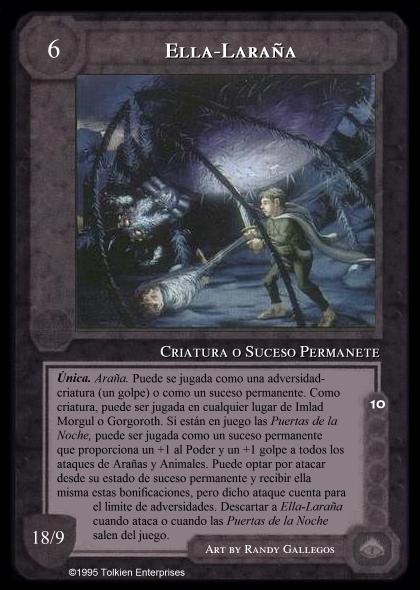 6
ELLA-LARAÑA
CRIATURA O SUCESO PERMANETE
Única. Araña. Puede se jugada como una adversidad-
criatura (un golpe) o como un suceso permanente. Como
criatura, puede ser jugada en cualquier lugar de Imlad
Morgul o Gorgoroth. Si están en juego las Puertas de la
Noche, puede ser jugada como un suceso permanente
que proporciona un +1 al Poder y un +1 golpe a todos los
ataques de Arañas y Animales. Puede optar por atacar
desde su estado de suceso permanente y recibir ella
misma estas bonificaciones, pero dicho ataque cuenta para
el limite de adversidades. Descartar a Ella-Laraña
cuando ataca o cuando las Puertas de la Noche
salen del juego.
10
18/9
ART BY RANDY GALLEGOS
©1995 Tolkien Enterprises